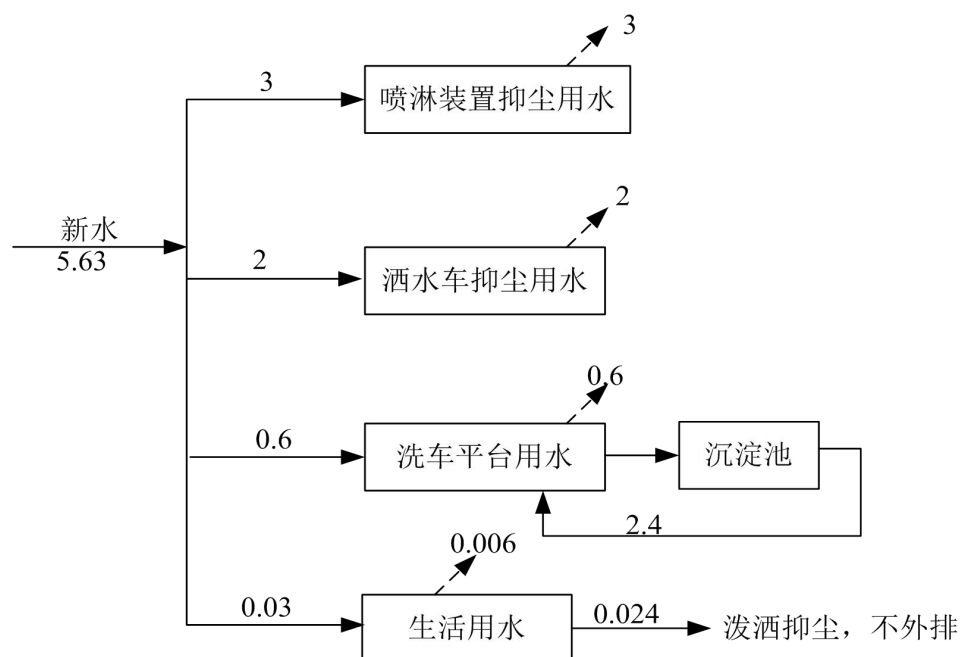 3
3
喷淋装置抑尘用水
2
新水
5.63
2
洒水车抑尘用水
0.6
0.6
洗车平台用水
沉淀池
2.4
0.006
0.03
生活用水
0.024
泼洒抑尘，不外排